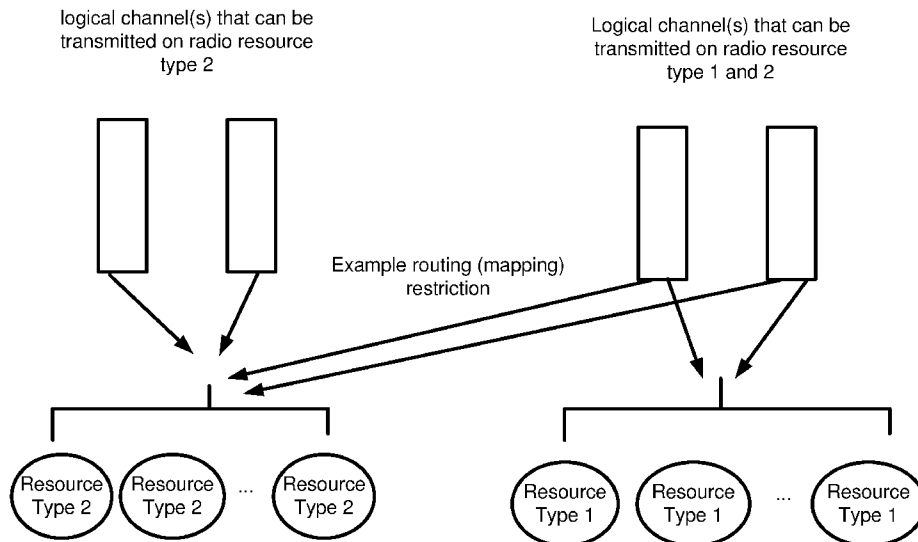 logical channel(s) that can be
transmitted on radio resource
type 2
Logical channel(s) that can be
transmitted on radio resource
type 1 and 2
Example routing (mapping)
restriction
Resource
Type 2
Resource
Type 2
...
Resource
Type 2
Resource
Type 1
Resource
Type 1
...
Resource
Type 1